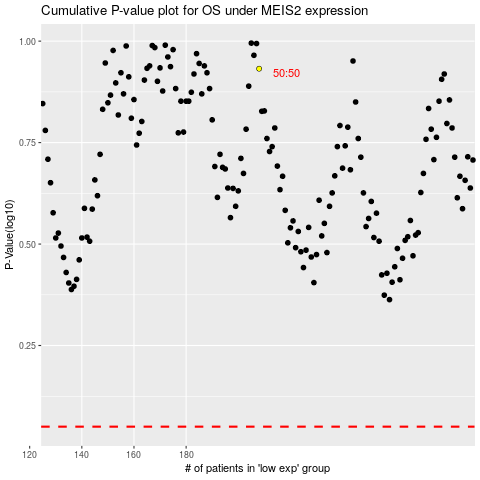 Cumulative P-value plot for OS under MEIS2 expression
P-Value(log10)
1.00
0.75
0.50
0.25
50:50
120 140 160 180
# of patients in 'low exp' group